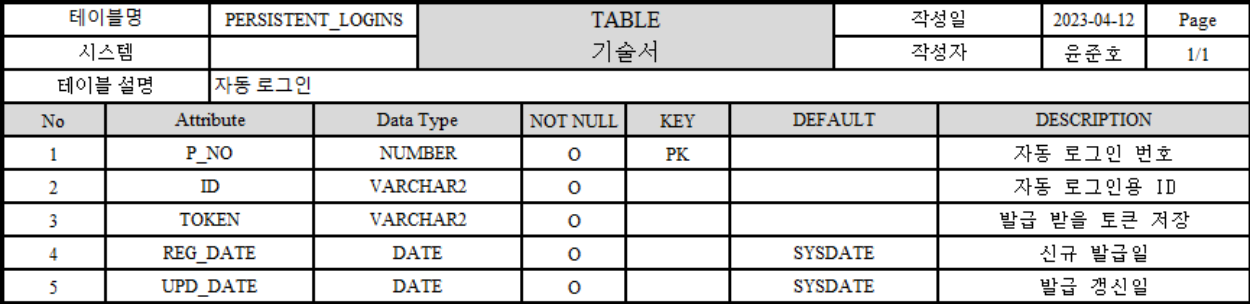 테이블명 PERSISTENT_LOGINS TABLE 작성일 2023-04-12 Page
시스템 기술서 작성자 윤준호 1/1
테이블 설명 자동 로그인
No Attribute Data Type NOT NULL KEY DEFAULT DESCRIPTION
1 P_NO NUMBER O PK 자동 로그인 번호
2 ID VARCHAR2 O 자동 로그인용 ID
3 TOKEN VARCHAR2 O 발급 받을 토큰 저장
4 REG_DATE DATE O SYSDATE 신규 발급일
5 UPD_DATE DATE O SYSDATE 발급 갱신일